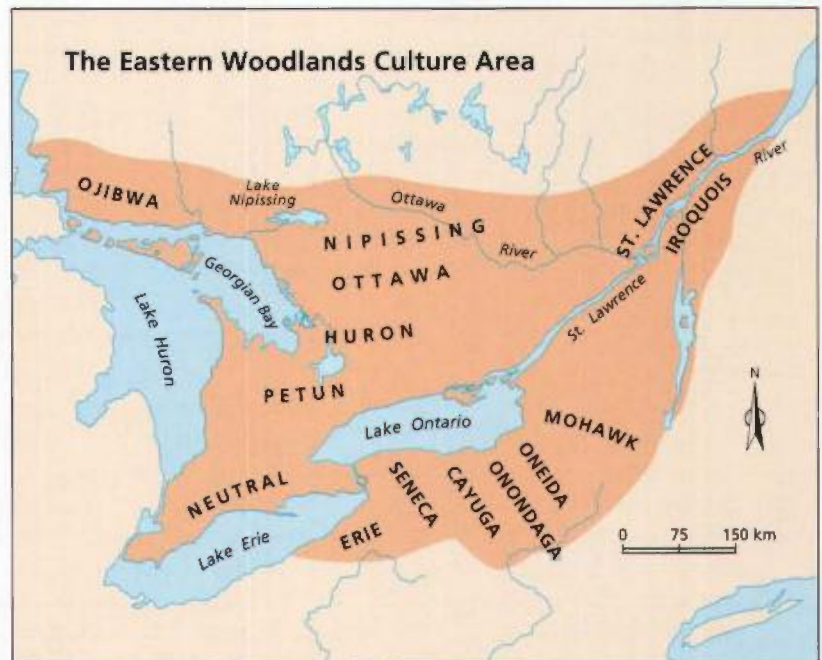 The Eastern Woodlands Culture Area
OJIBWA
Lake
Nipissing
Ottawa
River
NIPISSING
OTTAWA
Georgian Bay
Lake Huron
HURON
PETUN
ST. LAWRENCE
IROQUOIS
River
St. Lawrence
Lake Ontario
MOHAWK
N
NEUTRAL
Lake Erie
ERIE
SENECA
CAYUGA
ONONDAGA
ONEIDA
0 75 150 km